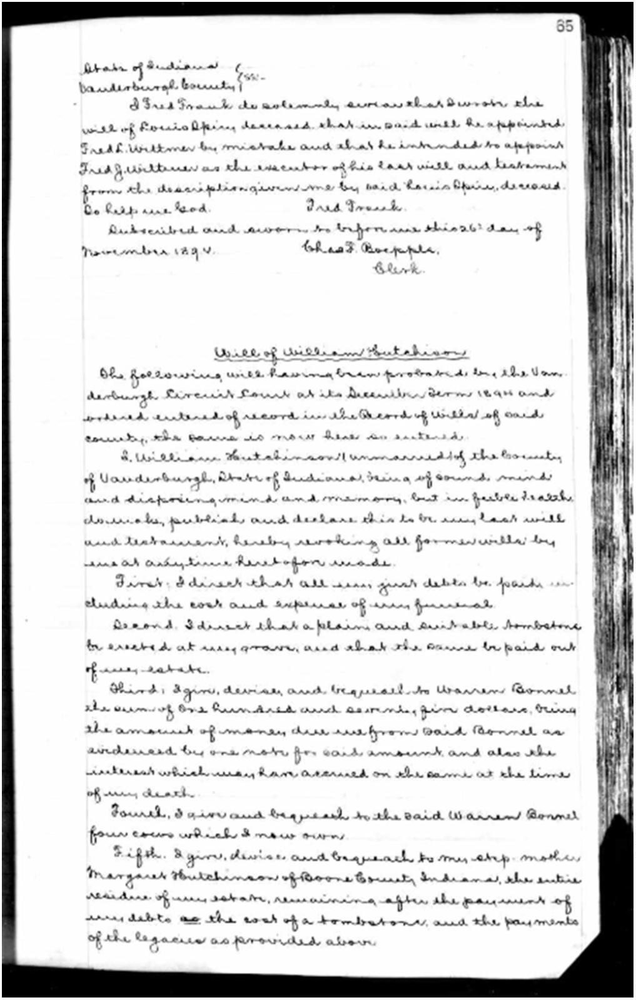 65
State of Indiana
Vanderburgh County } SS:-
I Fred Frank do solemnly swear that I wrote the
will of Louis Spiry, deceased. that in said will he appointed
Fred L. Wittmer by mistake and that he intended to appoint
Fred J. Wittmer as the executor of his last will and testament
from the description given me by said Louis Spiry, deceased.
So help me God. Fred Frank.
Subscribed and sworn to before me this 26: day of
November 1894. Chas F. Boepple,
Clerk.
Will of William Hutchison
The following will having been probated by the Van-
derburgh Circuit Court at its December Term 1894 and
ordered entered of record in the Record of Wills of said
county, the same is now here so entered.
I, William Hutchinson (unmarried) of the County
of Vanderburgh, State of Indiana, being of sound mind
and disposing mind and memory, but in feeble health
do make, publish and declare this to be my last will
and testament, hereby revoking all former wills by
me at any time heretofore made.
First: I direct that all my just debts be paid, in-
cluding the cost and expense of my funeral.
Second. I direct that a plain and suitable tombstone
be erected at my grave, and that the same be paid out
of my estate.
Third: I give, devise, and bequeath to Warren Bonnel
the sum of One hundred and seventy five dollars, being
the amount of money due me from said Bonnel as
evidenced by one note for said amount, and also the
interest which may have accrued on the same at the time
of my death.
Fourth, I give and bequeath to the said Warren Bonnel
four cows which I now own.
Fifth. I give, devise and bequeath to my step-mother
Margaret Hutchinson of Boone County Indiana, the entire
residue of my estate, remaining after the payment of
my debts as the cost of a tombstone, and the payments
of the legacies as provided above